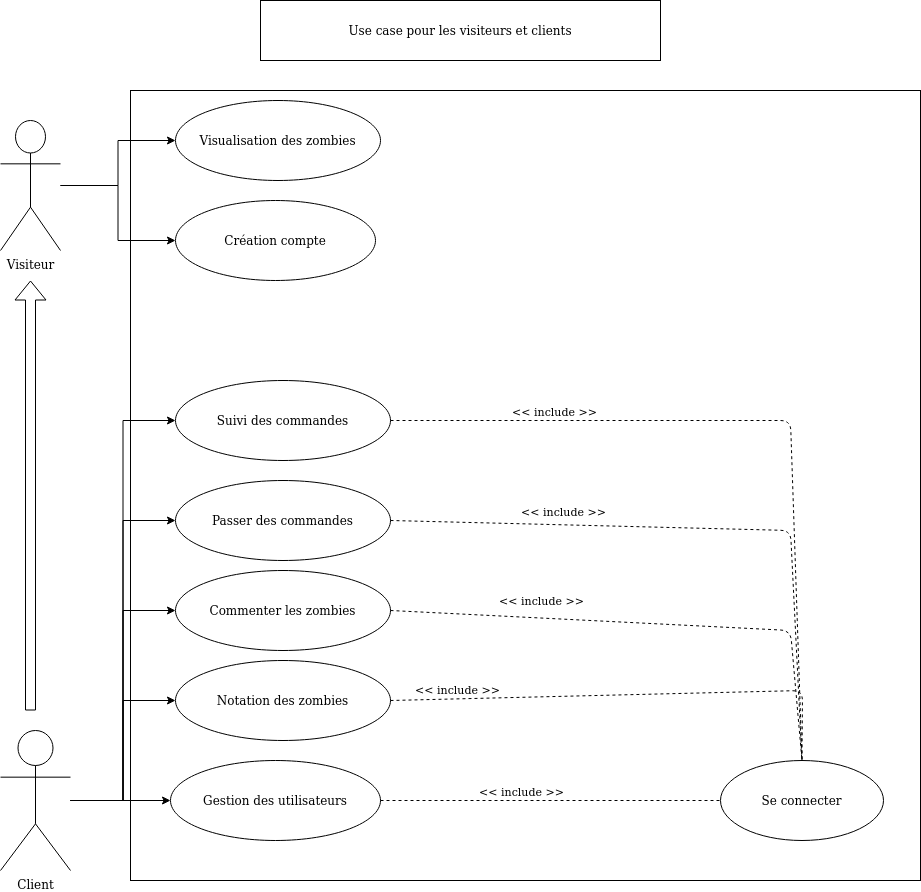 Use case pour les visiteurs et clients
Visualisation des zombies
Création compte
Visiteur
Suivi des commandes
<< include >>
Passer des commandes
<< include >>
Commenter les zombies
<< include >>
Notation des zombies
<< include >>
Gestion des utilisateurs
<< include >>
Se connecter
Client